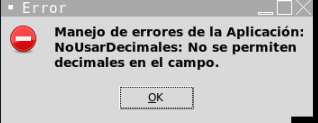 Error
Manejo de errores de la Aplicación:
NoUsarDecimales: No se permiten
decimales en el campo.
OK